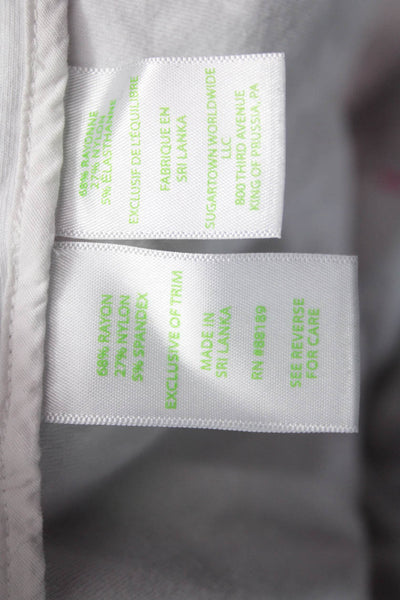 68% RAYONNE
27% NYLON
5% ÉLASTHANNE
EXCLUSIF DE L'ÉQUILIBRE
FABRIQUE EN
SRI LANKA
SUGARTOWN WORLDWIDE
LLC
800 THIRD AVENUE
KING OF PRUSSIA, PA
68% RAYON
27% NYLON
5% SPANDEX
EXCLUSIVE OF TRIM
MADE IN
SRI LANKA
RN #88189
SEE REVERSE
FOR CARE